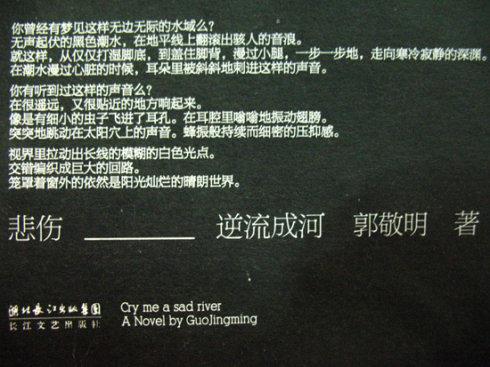 你曾经有梦见这样无边无际的水域么？
无声起伏的黑色潮水，在地平线上翻滚出骇人的音浪。
就这样，从仅仅打湿脚底，到盖住脚背，漫过小腿，一步一步地，走向寒冷寂静的深渊。
在潮水漫过心脏的时候，耳朵里被斜斜地刺进这样的声音。
你有听到过这样的声音么？
在很遥远，又很贴近的地方响起来。
像是有细小的虫子飞进了耳孔。在耳腔里嗡嗡地振动翅膀。
突突地跳动在太阳穴上的声音。蜂振般持续而细密的压抑感。
视界里拉动出长线的模糊的白色光点。
交错编织成巨大的回路。
笼罩着窗外的依然是阳光灿烂的晴朗世界。
悲伤 ________ 逆流成河 郭敬明 著
湖北长江出版集团
长江文艺出版社
Cry me a sad river
A Novel by GuoJingming